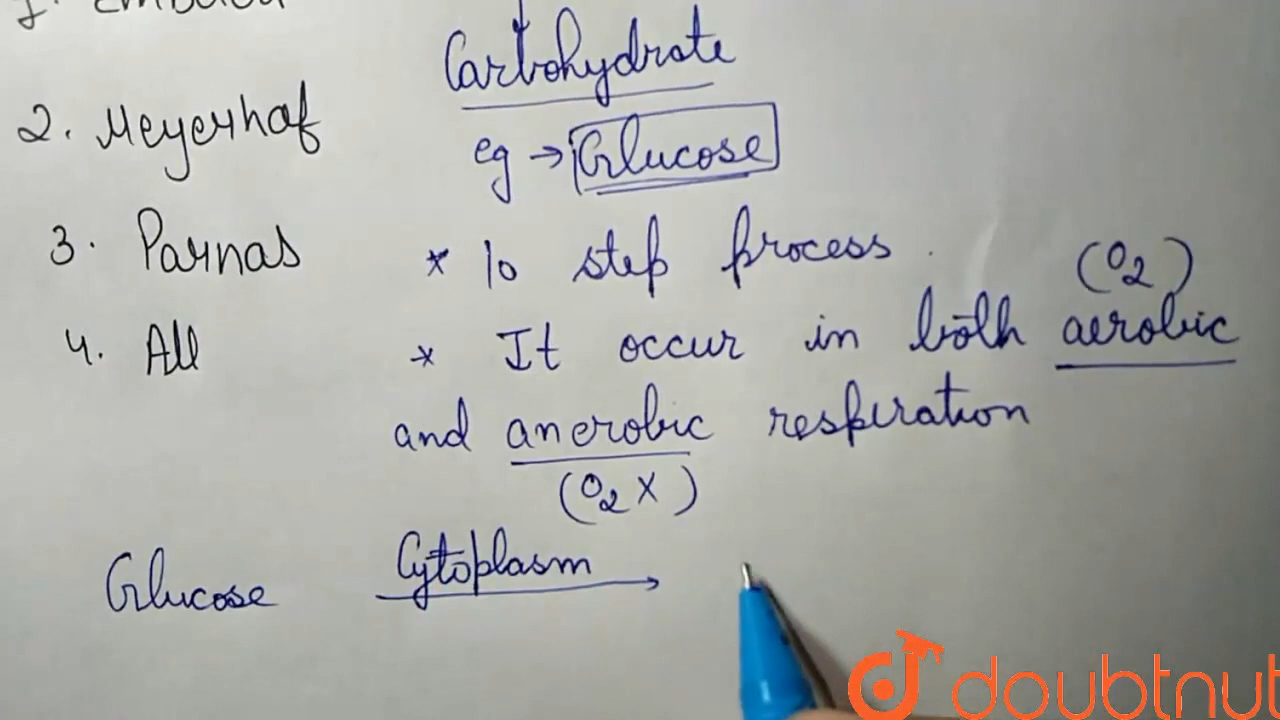 Carbohydrate
2. Meyerhof
eg → Glucose
3. Parnas
* 10 step process.
(O2)
4. All
* It occur in both aerobic
and anerobic respiration
(O2 X)
Glucose Cytoplasm →
doubtnut